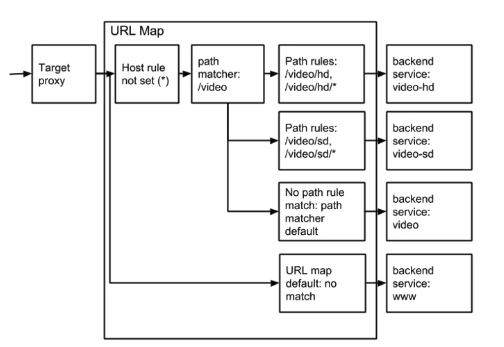 URL Map
Target
proxy
Host rule
not set (*)
path
matcher:
/video
Path rules:
/video/hd,
/video/hd/*
backend
service:
video-hd
Path rules:
/video/sd,
/video/sd/*
backend
service:
video-sd
No path rule
match: path
matcher
default
backend
service:
video
URL map
default: no
match
backend
service:
www